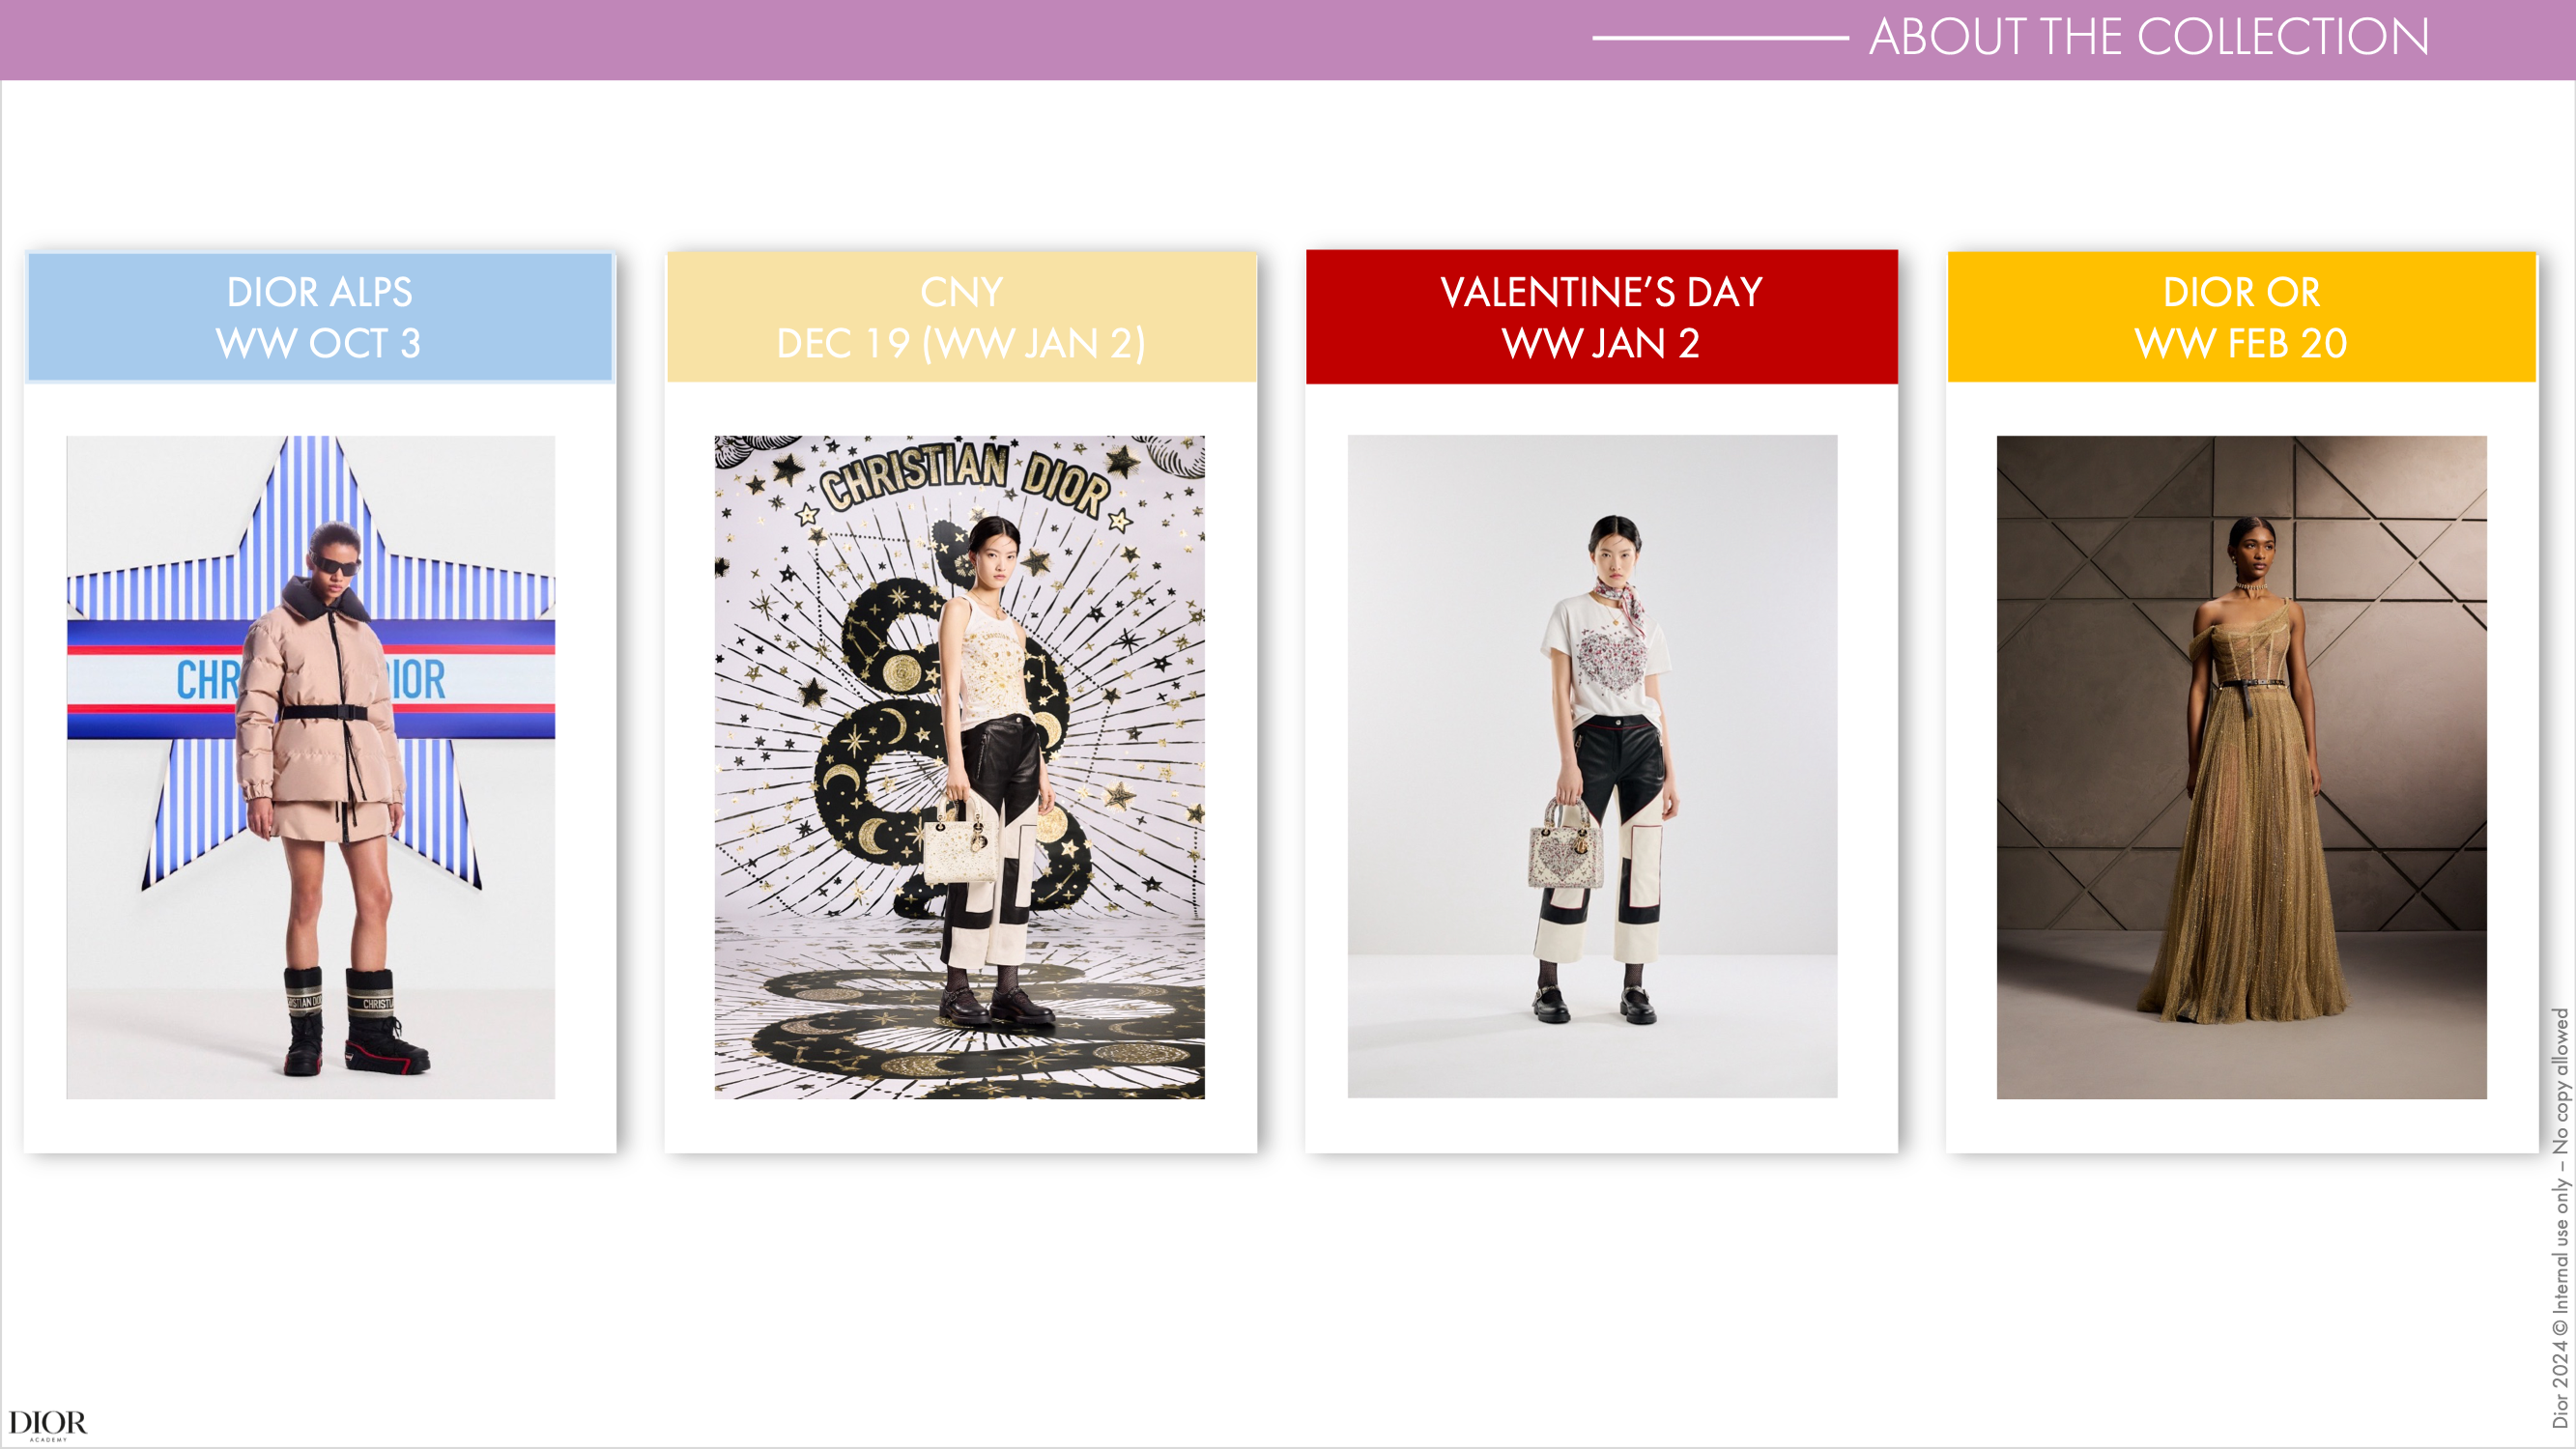 ABOUT THE COLLECTION
DIOR ALPS
WW OCT 3
CNY
DEC 19 (WW JAN 2)
VALENTINE’S DAY
WW JAN 2
DIOR OR
WW FEB 20
CHR DIOR
STIAN DIO
CHRISTI
CHRISTIAN DIOR
CHRISTIAN
Dior 2024 © Internal use only – No copy allowed
DIOR
ACADEMY